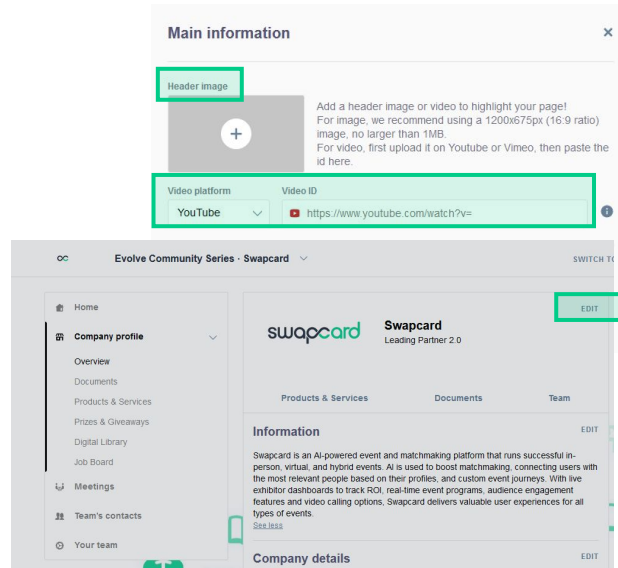 Main information
Header image
Add a header image or video to highlight your page!
For image, we recommend using a 1200x675px (16:9 ratio)
image, no larger than 1MB.
For video, first upload it on Youtube or Vimeo, then paste the
id here.
Video platform
Video ID
YouTube
https://www.youtube.com/watch?v=
Evolve Community Series · Swapcard
SWITCH TO
Home
Company profile
Overview
Documents
Products & Services
Prizes & Giveaways
Digital Library
Job Board
Meetings
Team's contacts
Your team
EDIT
swapcard
Swapcard
Leading Partner 2.0
Products & Services
Documents
Team
Information
EDIT
Swapcard is an AI-powered event and matchmaking platform that runs successful in-
person, virtual, and hybrid events. AI is used to boost matchmaking, connecting users with
the most relevant people based on their profiles, and custom event journeys. With live
exhibitor dashboards to track ROI, real-time event programs, audience engagement
features and video calling options, Swapcard delivers valuable user experiences for all
types of events.
See less
Company details
EDIT